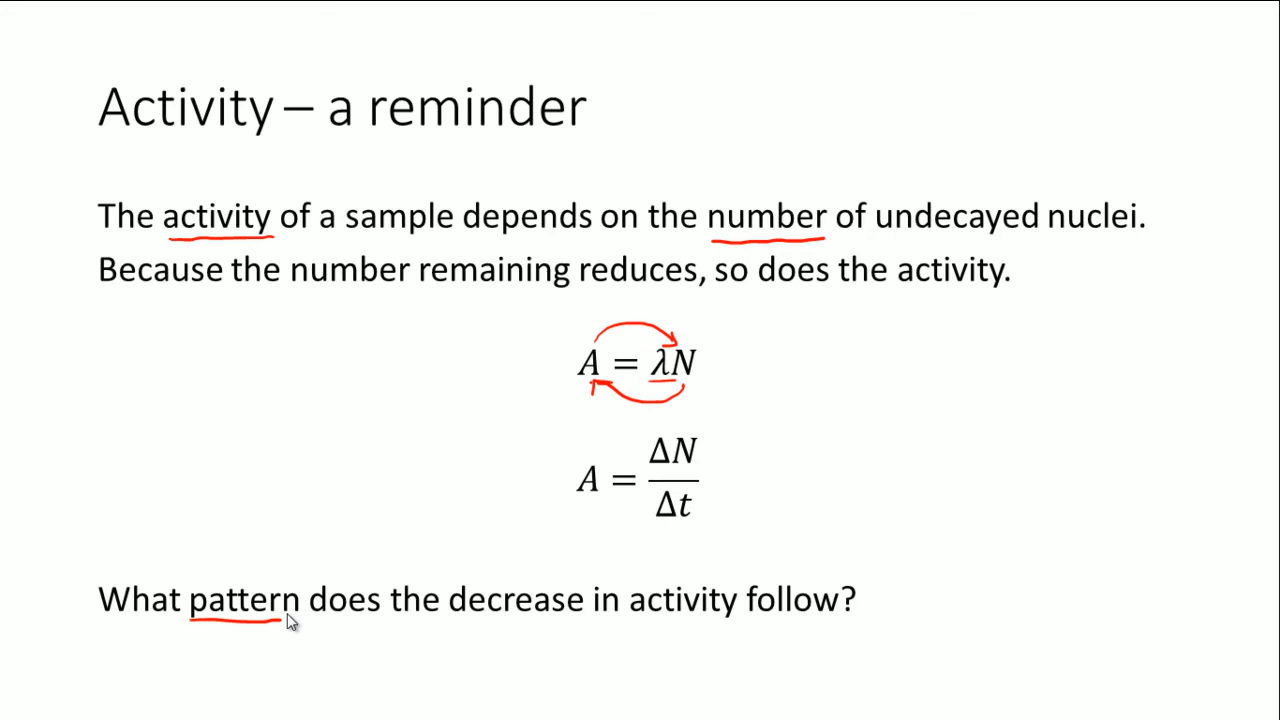 Activity – a reminder
The activity of a sample depends on the number of undecayed nuclei.
Because the number remaining reduces, so does the activity.
A = λN
A = ΔN/Δt
What pattern does the decrease in activity follow?